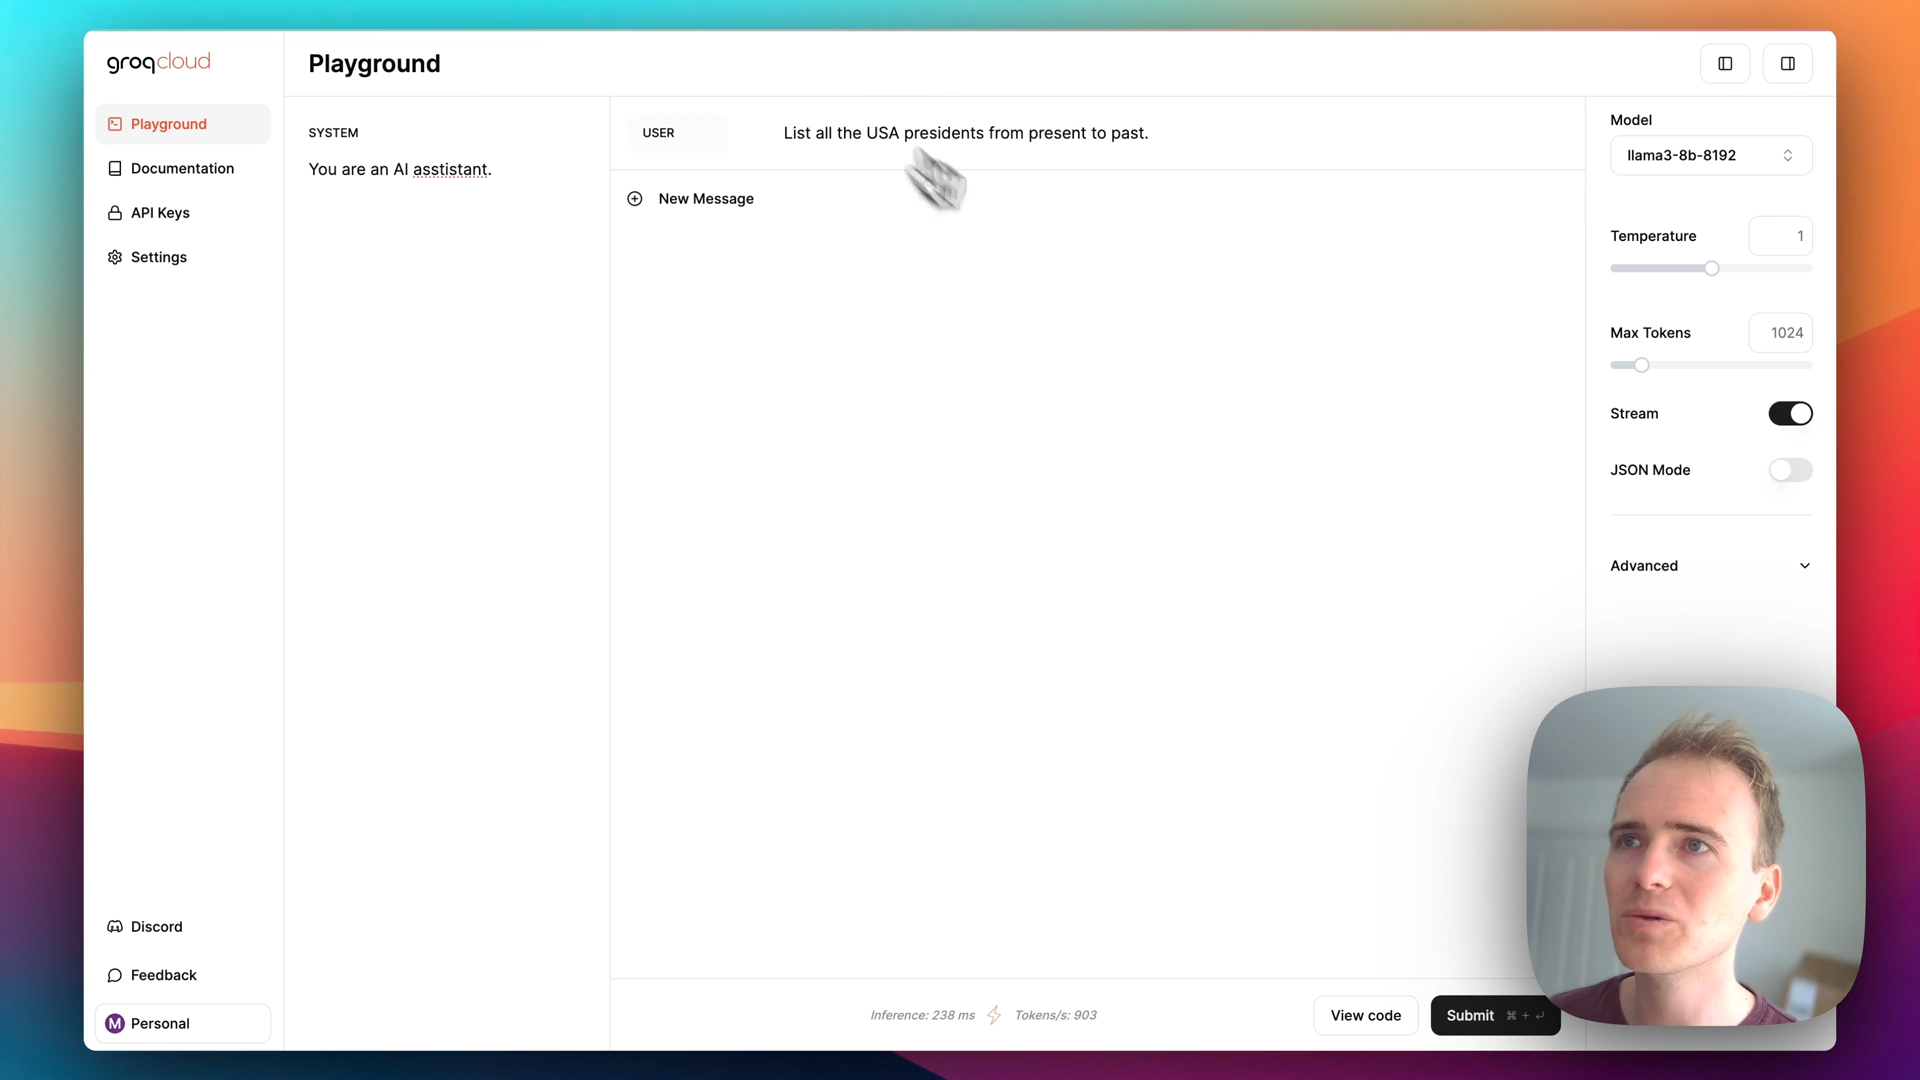 groqcloud
Playground
Playground
Documentation
API Keys
Settings
SYSTEM
You are an AI asstistant.
USER
List all the USA presidents from present to past.
New Message
Model
llama3-8b-8192
Temperature
1
Max Tokens
1024
Stream
JSON Mode
Advanced
Discord
Feedback
M Personal
Inference: 238 ms
Tokens/s: 903
View code
Submit ⌘ + ↵